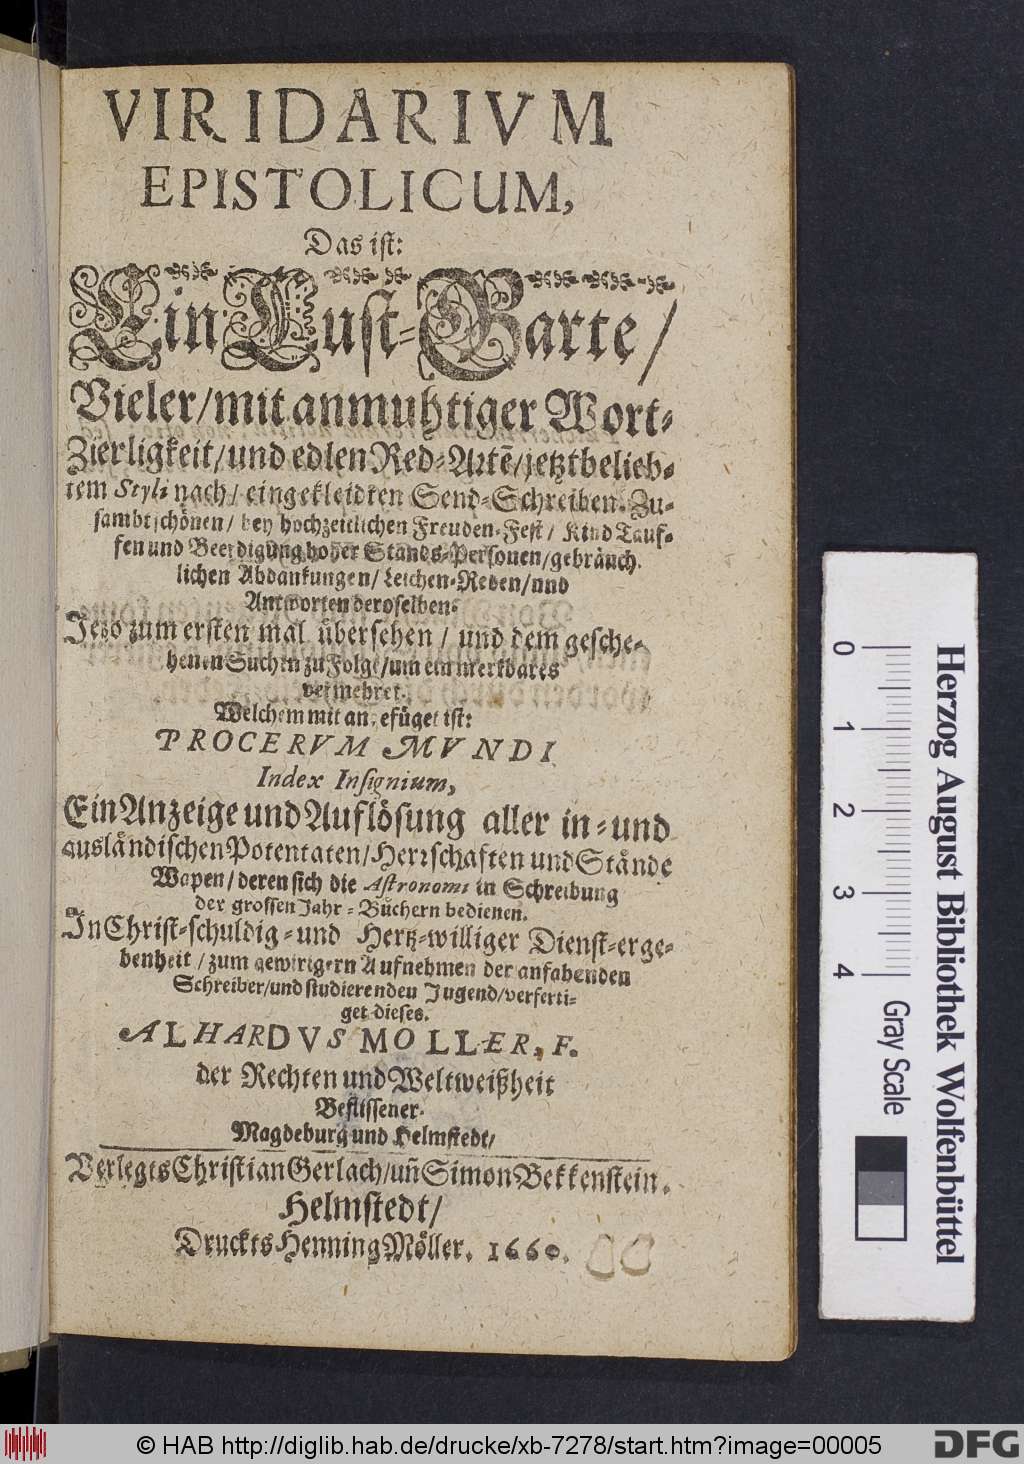 VIRIDARIVM
EPISTOLICUM,
Das ist:
Ein Lust-Garte/
Vieler/mit anmuhtiger Wort-
Zierligkeit/und edlen Red-Artē/jetzt belieb-
tem Styli nach/eingekleidten Send-Schreiben. Zu-
sambt schönen/bey hochzeitlichen Freuden-Fest/Kind Tauf-
fen und Beerdigung hoher Stands-Personen/gebräuch.
lichen Abdankungen/Leichen-Reden/und
Antworten deroselben.
Jetzo zum ersten mal übersehen/und dem gesche-
henen Suchen zu Folge/um ein merkbares
vermehret.
Welchem mit angefüget ist:
PROCERVM MVNDI
Index Insignium,
Ein Anzeige und Auflösung aller in-und
ausländischen Potentaten/Herrschaften und Stände
Wapen/deren sich die Astronomi in Schreibung
der grossen Jahr-Büchern bedienen.
In Christ-schuldig-und Hertz-williger Dienst-erge-
benheit/zum gewirigern Aufnehmen der anfahenden
Schreiber/und studierenden Jugend/verferti-
get dieses.
ALHARDVS MOLLER, F.
der Rechten und Weltweißheit
Beflissener.
Magdeburg und Helmstedt/
Verlegts Christian Gerlach/uñ Simon Bekkenstein.
Helmstedt/
Druckts Henning Möller. 1660.
Herzog August Bibliothek Wolfenbüttel
0 1 2 3 4
Gray Scale
© HAB http://diglib.hab.de/drucke/xb-7278/start.htm?image=00005
DFG